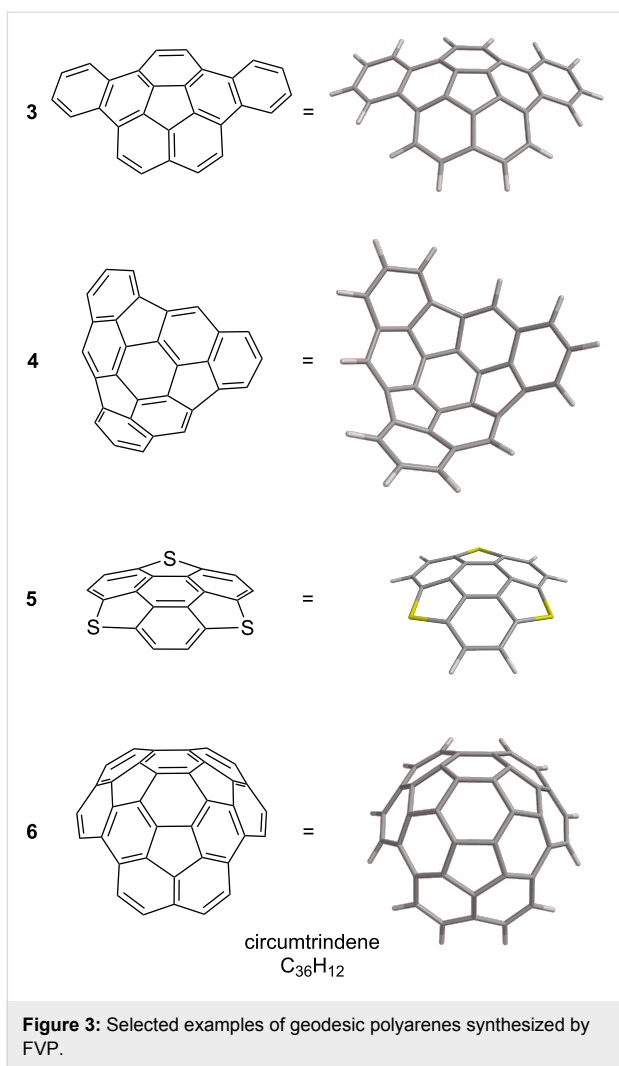 3
=
4
=
S
5
=
S
S
6
=
circumtrindene
C₃₆H₁₂
Figure 3: Selected examples of geodesic polyarenes synthesized by
FVP.